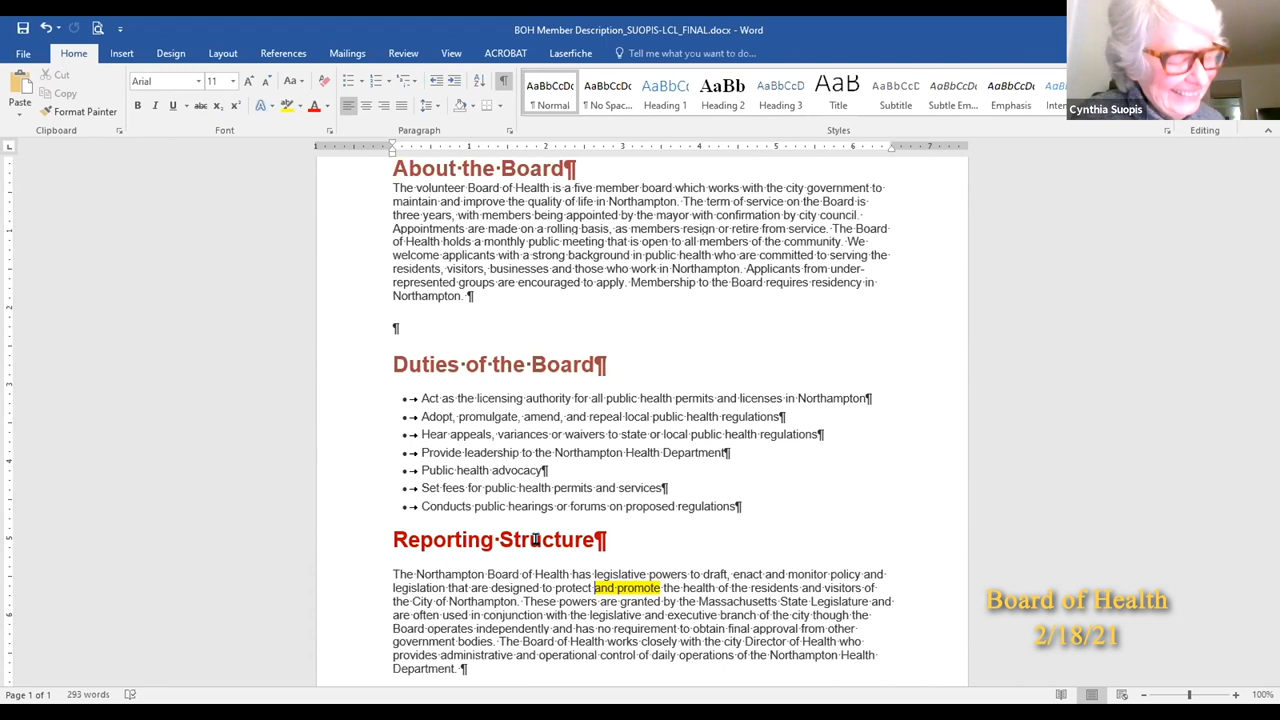 BOH Member Description_SUOPIS-LCL_FINAL.docx - Word
File Home Insert Design Layout References Mailings Review View ACROBAT Laserfiche Tell me what you want to do...
Cut
Copy
Format Painter
Paste
Arial 11
AaBbCcDc AaBbCcDc AaBbCc AaBb AaBbCc AaB AaBbCcD AaBbCcDc AaBbCcDc
¶ Normal ¶ No Spac... Heading 1 Heading 2 Heading 3 Title Subtitle Subtle Em... Emphasis
Clipboard Font Paragraph Styles Editing
Cynthia Suopis
1 1 2 3 4 5 6 7
About the Board¶
The volunteer Board of Health is a five member board which works with the city government to
maintain and improve the quality of life in Northampton. The term of service on the Board is
three years, with members being appointed by the mayor with confirmation by city council.
Appointments are made on a rolling basis, as members resign or retire from service. The Board
of Health holds a monthly public meeting that is open to all members of the community. We
welcome applicants with a strong background in public health who are committed to serving the
residents, visitors, businesses and those who work in Northampton. Applicants from under-
represented groups are encouraged to apply. Membership to the Board requires residency in
Northampton. ¶
¶
Duties of the Board¶
• Act as the licensing authority for all public health permits and licenses in Northampton¶
• Adopt, promulgate, amend, and repeal local public health regulations¶
• Hear appeals, variances or waivers to state or local public health regulations¶
• Provide leadership to the Northampton Health Department¶
• Public health advocacy¶
• Set fees for public health permits and services¶
• Conducts public hearings or forums on proposed regulations¶
Reporting Structure¶
The Northampton Board of Health has legislative powers to draft, enact and monitor policy and
legislation that are designed to protect and promote the health of the residents and visitors of
the City of Northampton. These powers are granted by the Massachusetts State Legislature and
are often used in conjunction with the legislative and executive branch of the city though the
Board operates independently and has no requirement to obtain final approval from other
government bodies. The Board of Health works closely with the city Director of Health who
provides administrative and operational control of daily operations of the Northampton Health
Department. ¶
Board of Health
2/18/21
Page 1 of 1 293 words 100%